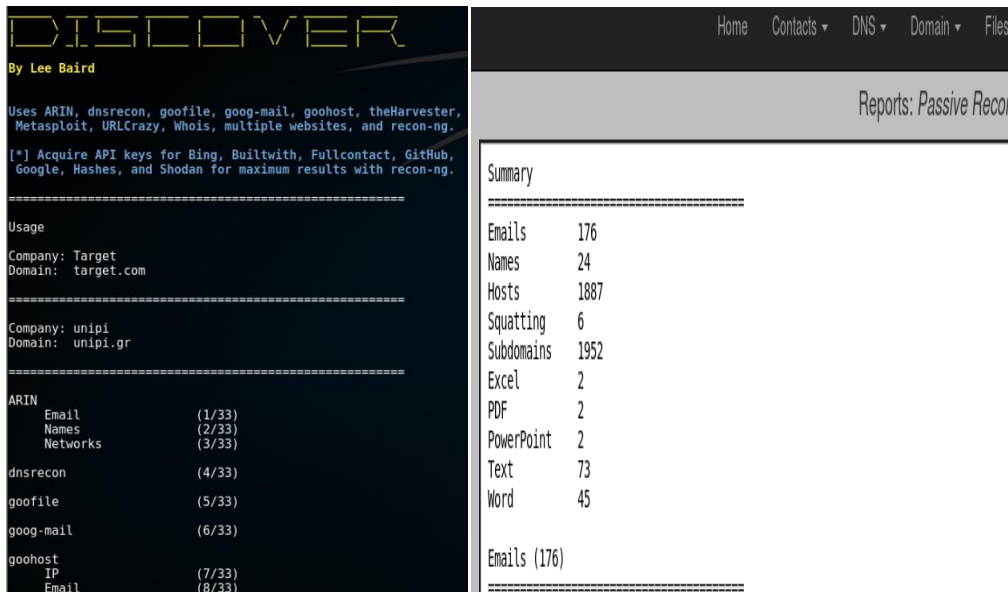 DISCOVER
By Lee Baird
Uses ARIN, dnsrecon, goofile, goog-mail, goohost, theHarvester,
Metasploit, URLCrazy, Whois, multiple websites, and recon-ng.
[*] Acquire API keys for Bing, Builtwith, Fullcontact, GitHub,
Google, Hashes, and Shodan for maximum results with recon-ng.
=======================================================
Usage
Company: Target
Domain: target.com
=======================================================
Company: unipi
Domain: unipi.gr
=======================================================
ARIN
Email (1/33)
Names (2/33)
Networks (3/33)
dnsrecon (4/33)
goofile (5/33)
goog-mail (6/33)
goohost
IP (7/33)
Email (8/33)
Home Contacts ▾ DNS ▾ Domain ▾ Files
Reports: Passive Recon
Summary
========================================
Emails 176
Names 24
Hosts 1887
Squatting 6
Subdomains 1952
Excel 2
PDF 2
PowerPoint 2
Text 73
Word 45
Emails (176)
========================================